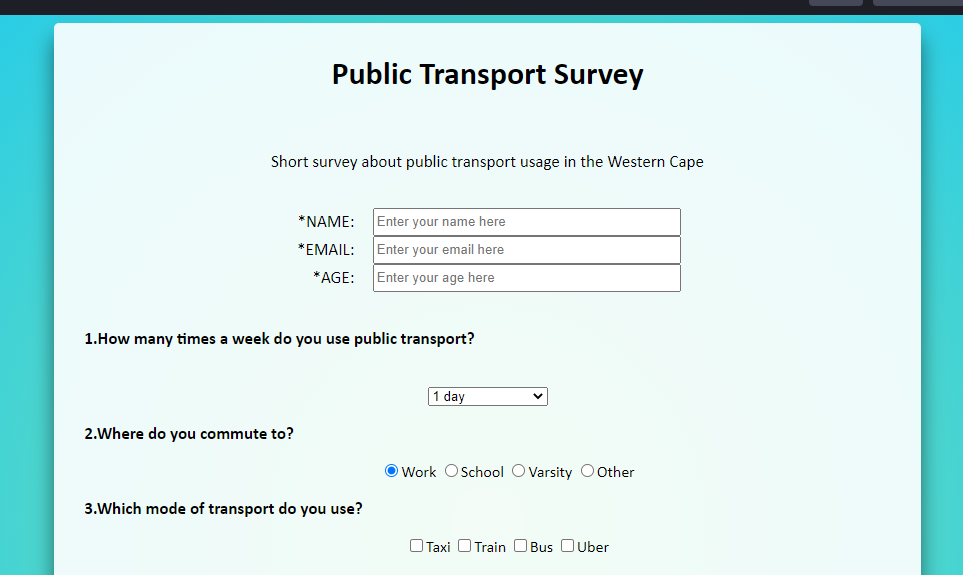 Public Transport Survey
Short survey about public transport usage in the Western Cape
*NAME: Enter your name here
*EMAIL: Enter your email here
*AGE: Enter your age here
1.How many times a week do you use public transport?
1 day
2.Where do you commute to?
Work School Varsity Other
3.Which mode of transport do you use?
Taxi Train Bus Uber